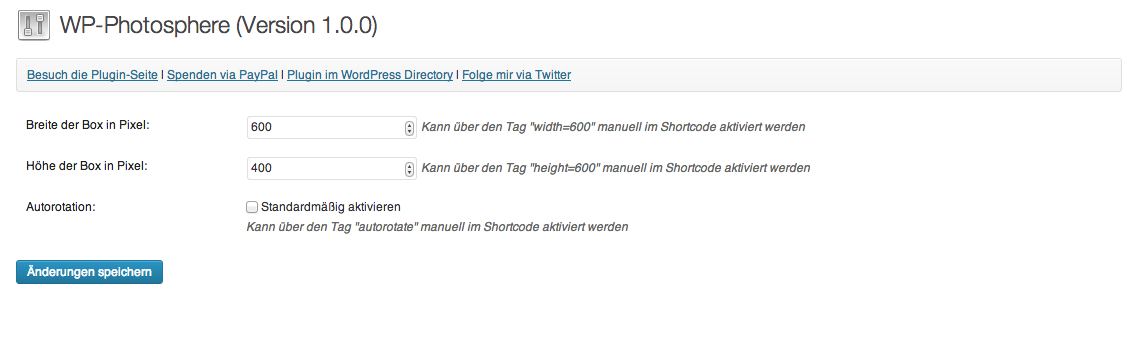 WP-Photosphere (Version 1.0.0)
Besuch die Plugin-Seite | Spenden via PayPal | Plugin im WordPress Directory | Folge mir via Twitter
Breite der Box in Pixel: 600 Kann über den Tag "width=600" manuell im Shortcode aktiviert werden
Höhe der Box in Pixel: 400 Kann über den Tag "height=600" manuell im Shortcode aktiviert werden
Autorotation: Standardmäßig aktivieren
Kann über den Tag "autorotate" manuell im Shortcode aktiviert werden
Änderungen speichern